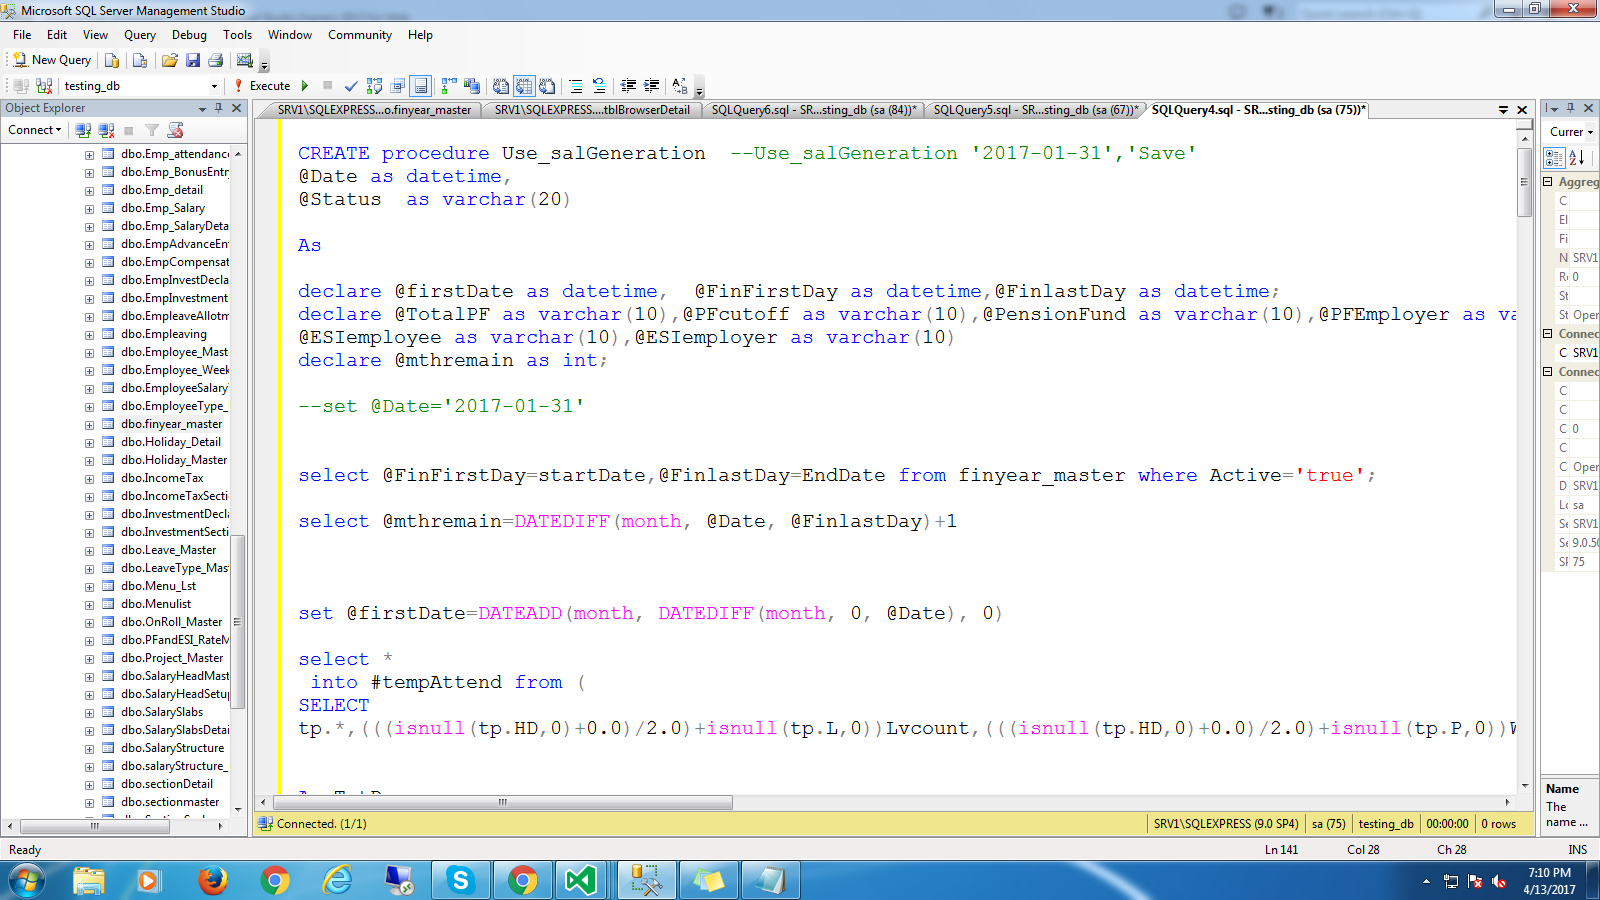 Microsoft SQL Server Management Studio
File Edit View Query Debug Tools Window Community Help
New Query
testing_db Execute
Object Explorer
Connect
dbo.Emp_attendanc
dbo.Emp_BonusEntr
dbo.Emp_detail
dbo.Emp_Salary
dbo.Emp_SalaryDeta
dbo.EmpAdvanceEn
dbo.EmpCompensat
dbo.EmpInvestDecla
dbo.EmpInvestment
dbo.EmpleaveAllotm
dbo.Empleaving
dbo.Employee_Mast
dbo.Employee_Week
dbo.EmployeeSalary
dbo.EmployeeType_
dbo.finyear_master
dbo.Holiday_Detail
dbo.Holiday_Master
dbo.IncomeTax
dbo.IncomeTaxSecti
dbo.InvestmentDecl
dbo.InvestmentSecti
dbo.Leave_Master
dbo.LeaveType_Mas
dbo.Menu_Lst
dbo.Menulist
dbo.OnRoll_Master
dbo.PFandESI_RateM
dbo.Project_Master
dbo.SalaryHeadMast
dbo.SalaryHeadSetu
dbo.SalarySlabs
dbo.SalarySlabsDetai
dbo.SalaryStructure
dbo.salaryStructure_
dbo.sectionDetail
dbo.sectionmaster
SRV1\SQLEXPRESS...o.finyear_master SRV1\SQLEXPRESS....tblBrowserDetail SQLQuery6.sql - SR...sting_db (sa (84))* SQLQuery5.sql - SR...sting_db (sa (67))* SQLQuery4.sql - SR...sting_db (sa (75))*
CREATE procedure Use_salGeneration --Use_salGeneration '2017-01-31','Save'
@Date as datetime,
@Status as varchar(20)
As
declare @firstDate as datetime, @FinFirstDay as datetime,@FinlastDay as datetime;
declare @TotalPF as varchar(10),@PFcutoff as varchar(10),@PensionFund as varchar(10),@PFEmployer as va
@ESIemployee as varchar(10),@ESIemployer as varchar(10)
declare @mthremain as int;
--set @Date='2017-01-31'
select @FinFirstDay=startDate,@FinlastDay=EndDate from finyear_master where Active='true';
select @mthremain=DATEDIFF(month, @Date, @FinlastDay)+1
set @firstDate=DATEADD(month, DATEDIFF(month, 0, @Date), 0)
select *
into #tempAttend from (
SELECT
tp.*,(((isnull(tp.HD,0)+0.0)/2.0)+isnull(tp.L,0))Lvcount,(((isnull(tp.HD,0)+0.0)/2.0)+isnull(tp.P,0))W
Connected. (1/1) SRV1\SQLEXPRESS (9.0 SP4) sa (75) testing_db 00:00:00 0 rows
Currer
Aggreg
C
El
Fi
N SRV1
R 0
St
St Oper
Connec
C SRV1
Connec
C
C
C 0
C
C Oper
D SRV1
Lo sa
Se SRV1
Se 9.0.50
SF 75
Name
The
name ...
Ready Ln 141 Col 28 Ch 28 INS
7:10 PM
4/13/2017